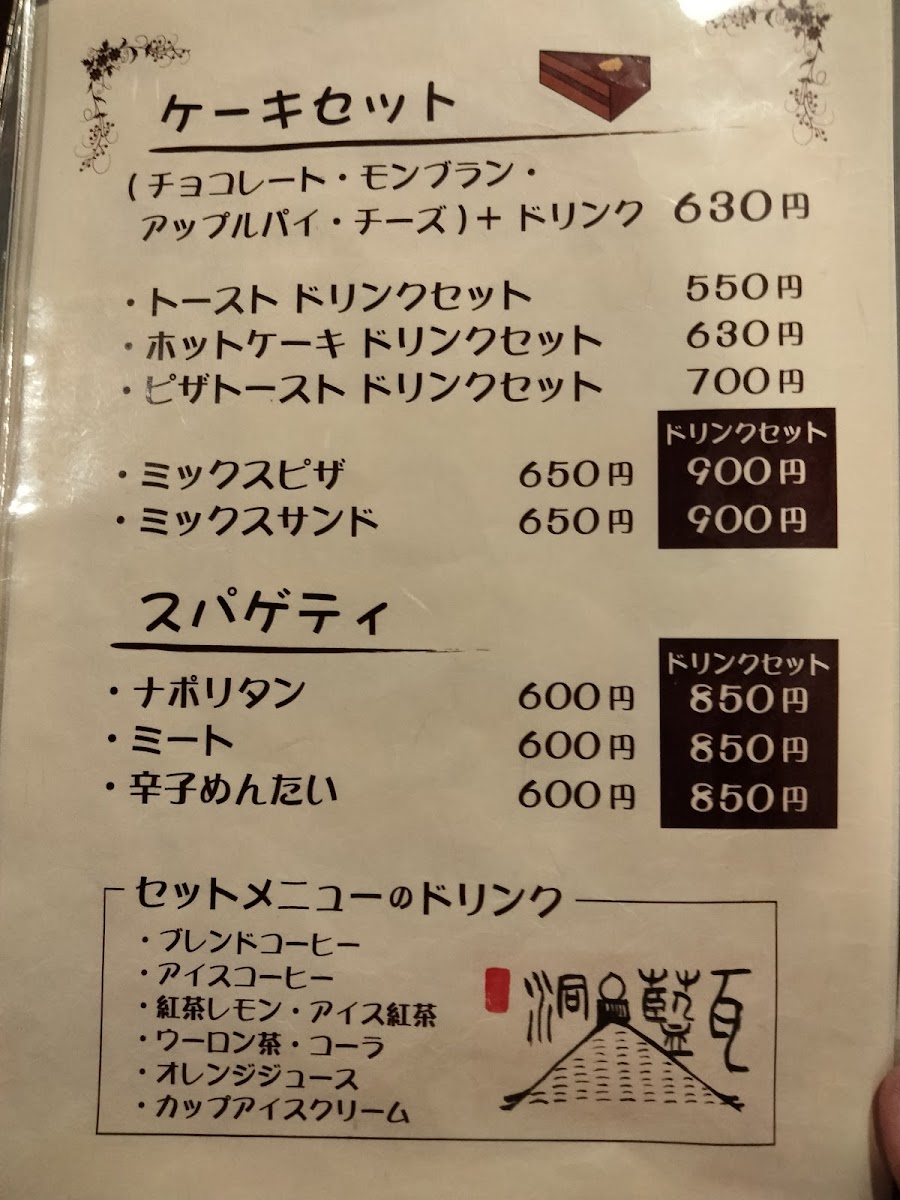 ケーキセット
(チョコレート・モンブラン・
アップルパイ・チーズ)+ドリンク 630円
・トースト ドリンクセット 550円
・ホットケーキ ドリンクセット 630円
・ピザトースト ドリンクセット 700円
ドリンクセット
・ミックスピザ 650円 900円
・ミックスサンド 650円 900円
スパゲティ
ドリンクセット
・ナポリタン 600円 850円
・ミート 600円 850円
・辛子めんたい 600円 850円
セットメニューのドリンク
・ブレンドコーヒー
・アイスコーヒー
・紅茶レモン・アイス紅茶
・ウーロン茶・コーラ
・オレンジジュース
・カップアイスクリーム